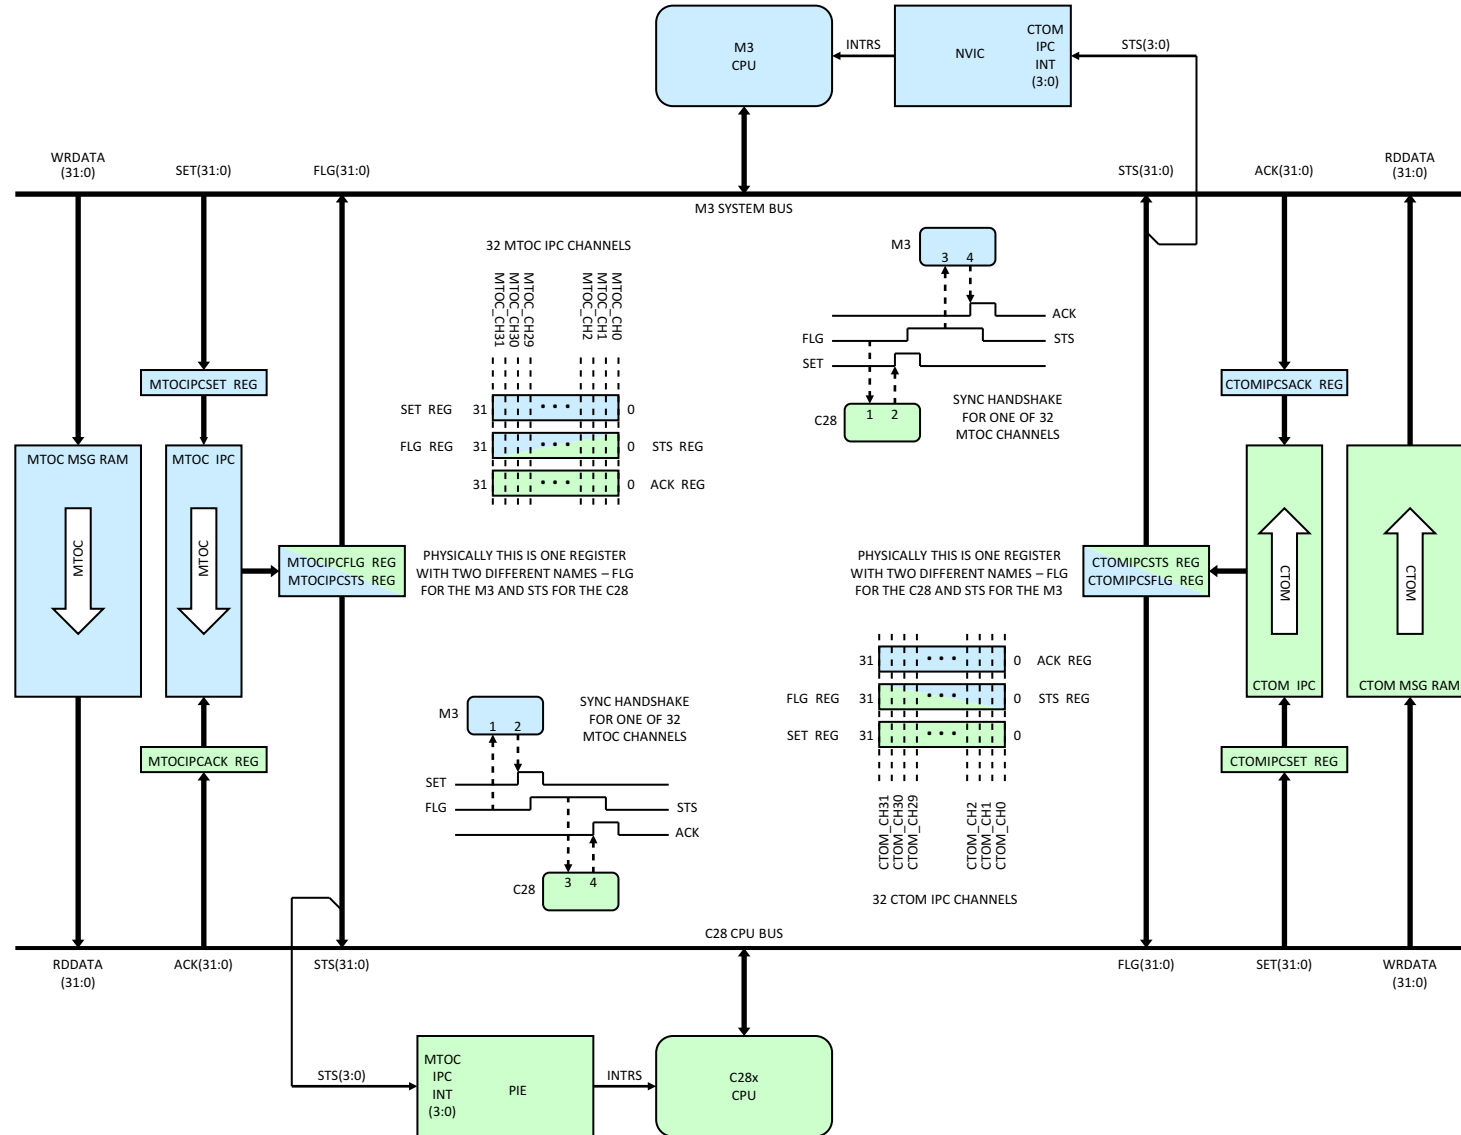 M3
CPU
INTRS
NVIC
CTOM
IPC
INT
(3:0)
STS(3:0)
WRDATA
(31:0)
SET(31:0)
FLG(31:0)
STS(31:0)
ACK(31:0)
RDDATA
(31:0)
M3 SYSTEM BUS
32 MTOC IPC CHANNELS
MTOC_CH31
MTOC_CH30
MTOC_CH29
MTOC_CH2
MTOC_CH1
MTOC_CH0
SET REG 31 • • • 0
FLG REG 31 • • • 0 STS REG
31 • • • 0 ACK REG
M3
3 4
ACK
FLG STS
SET
C28
1 2
SYNC HANDSHAKE
FOR ONE OF 32
MTOC CHANNELS
MTOCIPCSET REG
CTOMIPCSACK REG
MTOC MSG RAM
MTOC
MTOC IPC
MTOC
MTOCIPCFLG REG
MTOCIPCSTS REG
PHYSICALLY THIS IS ONE REGISTER
WITH TWO DIFFERENT NAMES – FLG
FOR THE M3 AND STS FOR THE C28
PHYSICALLY THIS IS ONE REGISTER
WITH TWO DIFFERENT NAMES – FLG
FOR THE C28 AND STS FOR THE M3
CTOMIPCSTS REG
CTOMIPCSFLG REG
CTOM
CTOM IPC
CTOM
CTOM MSG RAM
31 • • • 0 ACK REG
FLG REG 31 • • • 0 STS REG
SET REG 31 • • • 0
CTOM_CH31
CTOM_CH30
CTOM_CH29
CTOM_CH2
CTOM_CH1
CTOM_CH0
32 CTOM IPC CHANNELS
M3
1 2
SYNC HANDSHAKE
FOR ONE OF 32
MTOC CHANNELS
SET
FLG STS
ACK
C28
3 4
MTOCIPCACK REG
CTOMIPCSET REG
C28 CPU BUS
RDDATA
(31:0)
ACK(31:0)
STS(31:0)
FLG(31:0)
SET(31:0)
WRDATA
(31:0)
STS(3:0)
MTOC
IPC
INT
(3:0)
PIE
INTRS
C28x
CPU